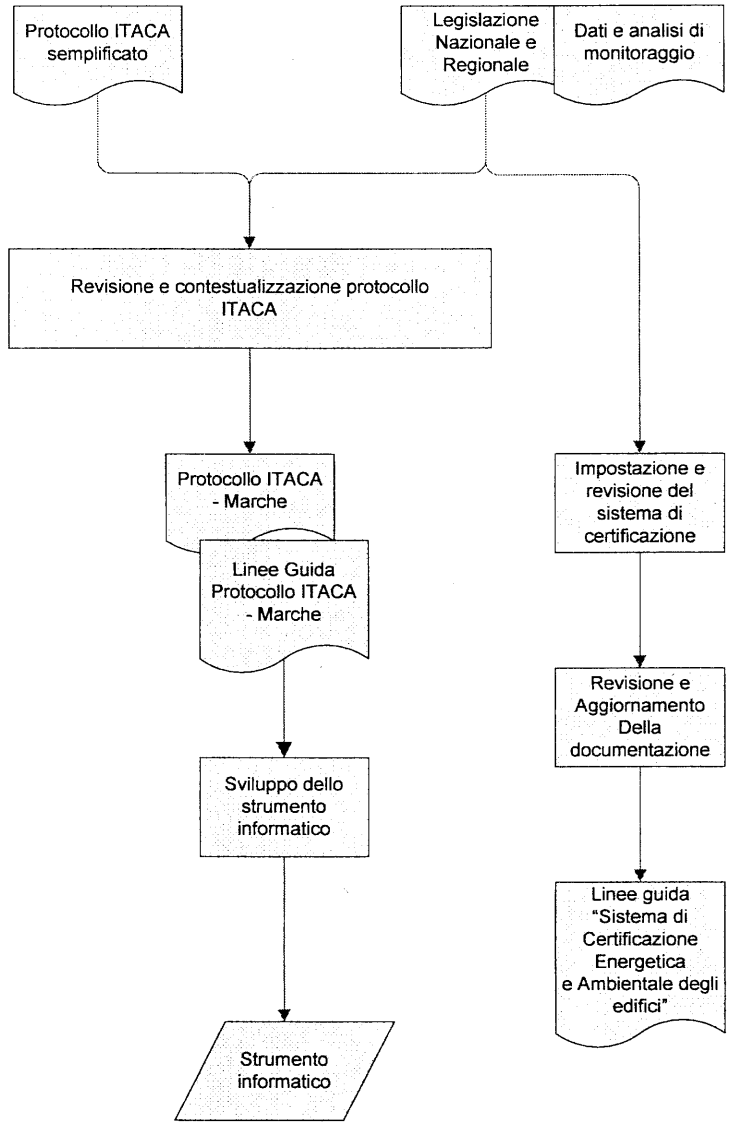 Protocollo ITACA
semplificato
Legislazione
Nazionale e
Regionale
Dati e analisi di
monitoraggio
Revisione e contestualizzazione protocollo
ITACA
Protocollo ITACA
- Marche
Linee Guida
Protocollo ITACA
- Marche
Impostazione e
revisione del
sistema di
certificazione
Revisione e
Aggiornamento
Della
documentazione
Sviluppo dello
strumento
informatico
Linee guida
“Sistema di
Certificazione
Energetica
e Ambientale degli
edifici”
Strumento
informatico